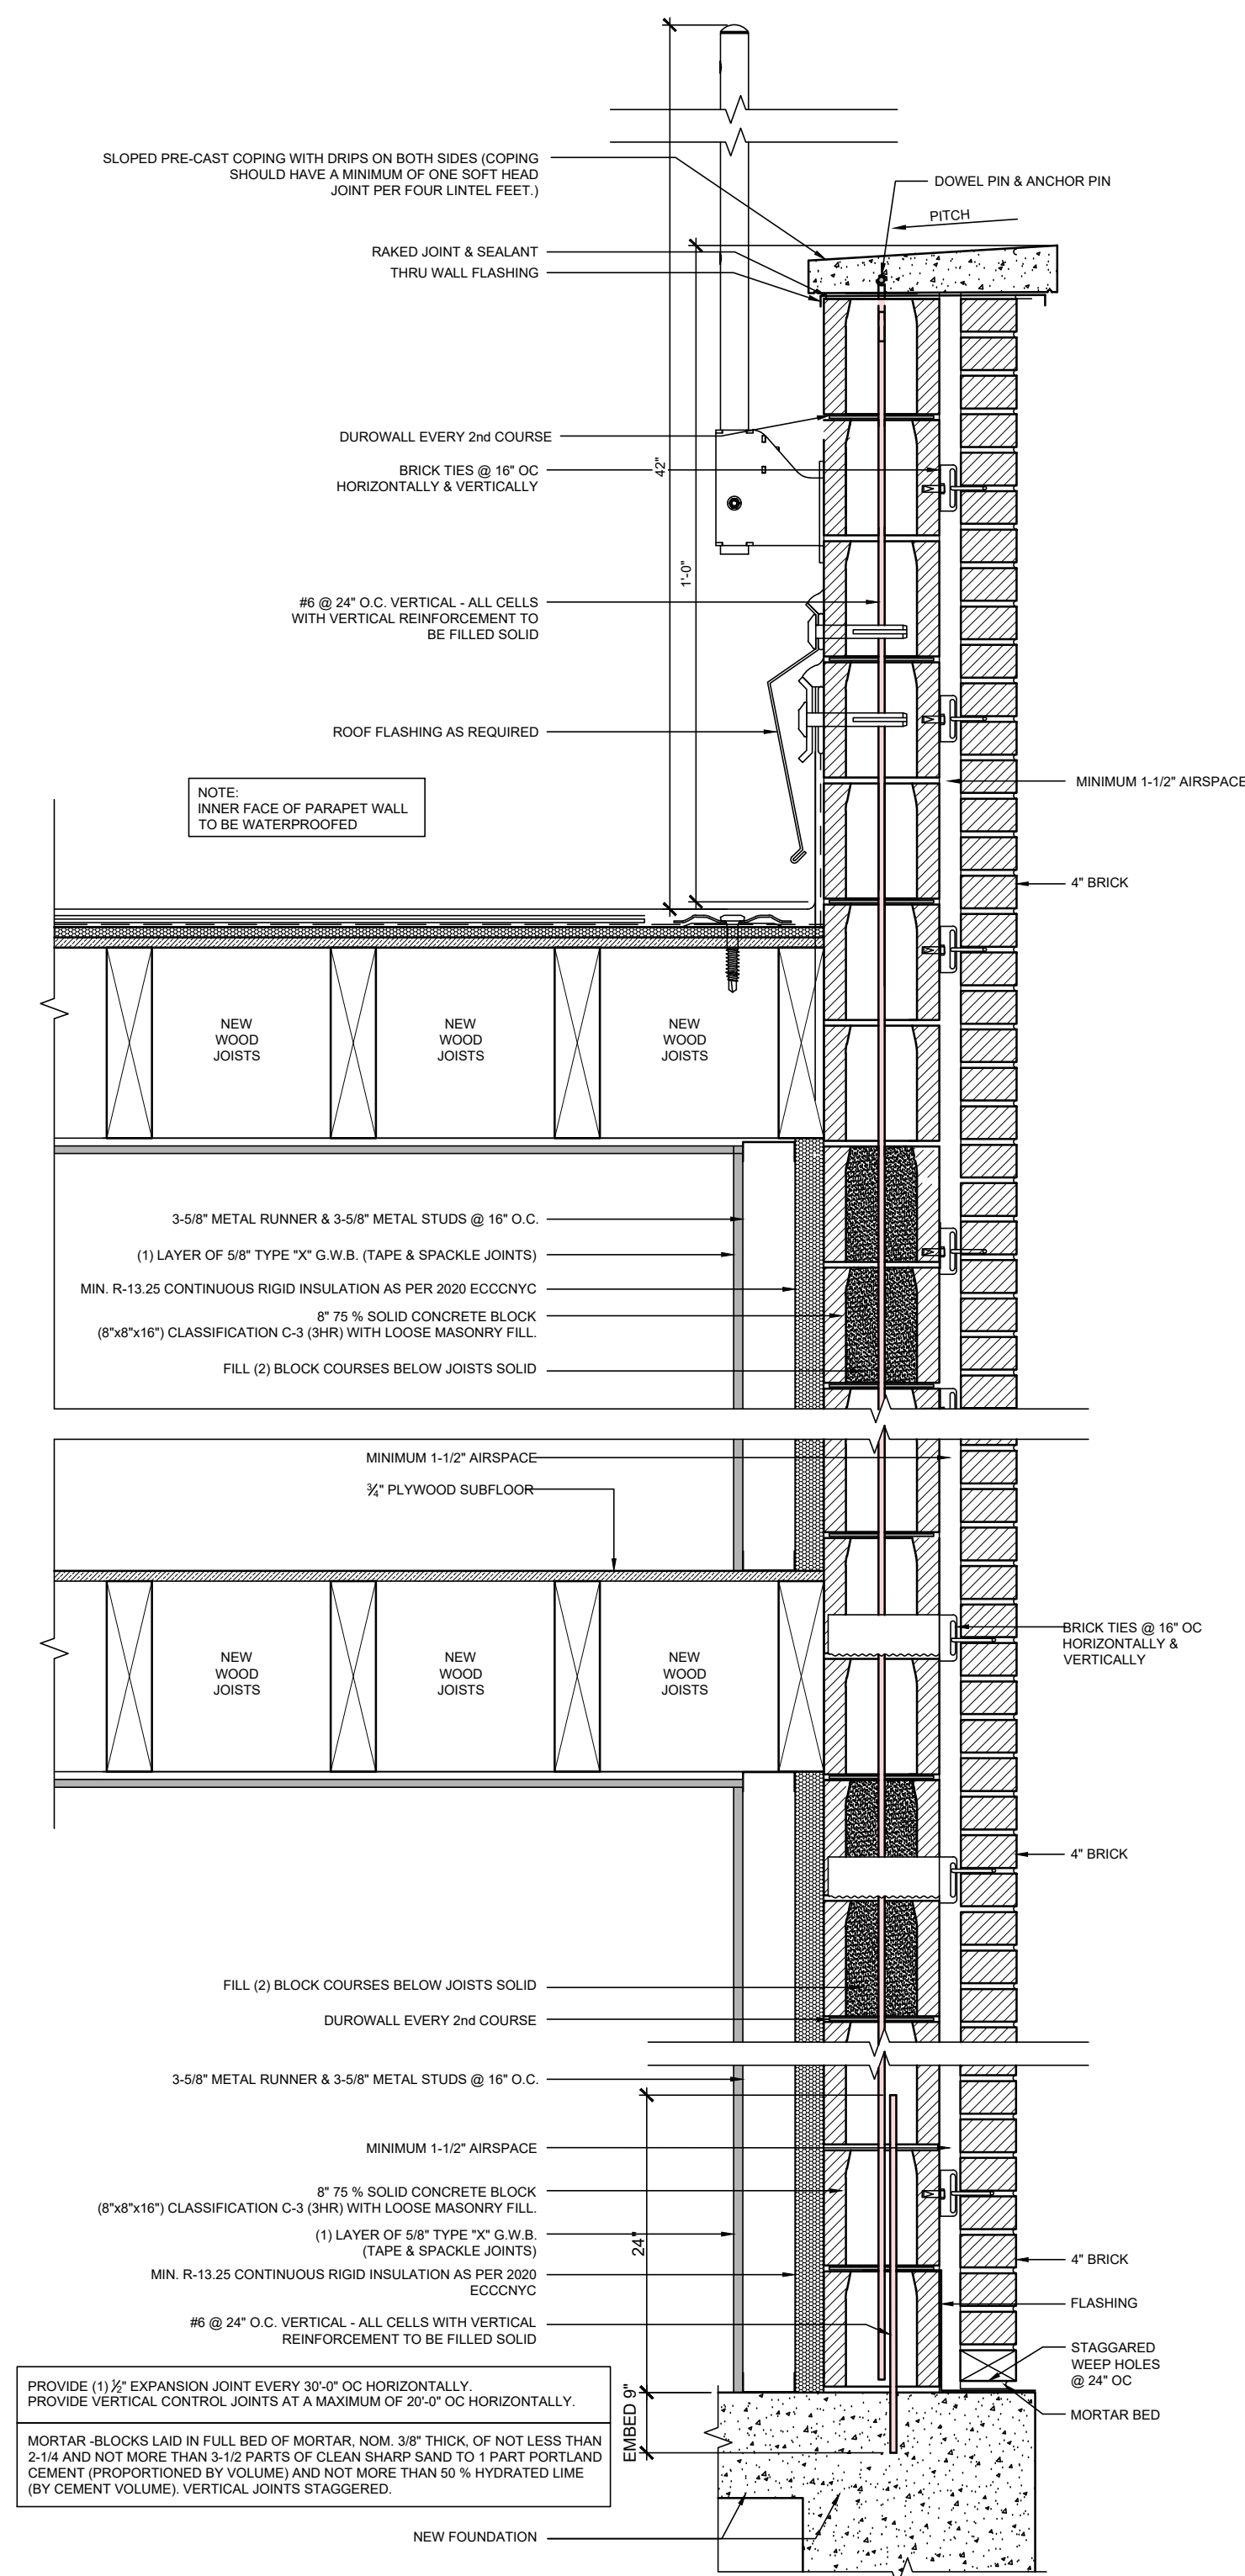 SLOPED PRE-CAST COPING WITH DRIPS ON BOTH SIDES (COPING
SHOULD HAVE A MINIMUM OF ONE SOFT HEAD
JOINT PER FOUR LINTEL FEET.)
DOWEL PIN & ANCHOR PIN
PITCH
RAKED JOINT & SEALANT
THRU WALL FLASHING
DUROWALL EVERY 2nd COURSE
42"
BRICK TIES @ 16" OC
HORIZONTALLY & VERTICALLY
1'-0"
#6 @ 24" O.C. VERTICAL - ALL CELLS
WITH VERTICAL REINFORCEMENT TO
BE FILLED SOLID
ROOF FLASHING AS REQUIRED
MINIMUM 1-1/2" AIRSPACE
NOTE:
INNER FACE OF PARAPET WALL
TO BE WATERPROOFED
4" BRICK
NEW
WOOD
JOISTS
NEW
WOOD
JOISTS
NEW
WOOD
JOISTS
3-5/8" METAL RUNNER & 3-5/8" METAL STUDS @ 16" O.C.
(1) LAYER OF 5/8" TYPE "X" G.W.B. (TAPE & SPACKLE JOINTS)
MIN. R-13.25 CONTINUOUS RIGID INSULATION AS PER 2020 ECCCNYC
8" 75 % SOLID CONCRETE BLOCK
(8"x8"x16") CLASSIFICATION C-3 (3HR) WITH LOOSE MASONRY FILL.
FILL (2) BLOCK COURSES BELOW JOISTS SOLID
MINIMUM 1-1/2" AIRSPACE
¾" PLYWOOD SUBFLOOR
BRICK TIES @ 16" OC
HORIZONTALLY &
VERTICALLY
NEW
WOOD
JOISTS
NEW
WOOD
JOISTS
NEW
WOOD
JOISTS
4" BRICK
FILL (2) BLOCK COURSES BELOW JOISTS SOLID
DUROWALL EVERY 2nd COURSE
3-5/8" METAL RUNNER & 3-5/8" METAL STUDS @ 16" O.C.
MINIMUM 1-1/2" AIRSPACE
8" 75 % SOLID CONCRETE BLOCK
(8"x8"x16") CLASSIFICATION C-3 (3HR) WITH LOOSE MASONRY FILL.
(1) LAYER OF 5/8" TYPE "X" G.W.B.
(TAPE & SPACKLE JOINTS)
24"
MIN. R-13.25 CONTINUOUS RIGID INSULATION AS PER 2020
ECCCNYC
4" BRICK
FLASHING
#6 @ 24" O.C. VERTICAL - ALL CELLS WITH VERTICAL
REINFORCEMENT TO BE FILLED SOLID
STAGGARED
WEEP HOLES
@ 24" OC
MORTAR BED
EMBED 9"
PROVIDE (1) ½" EXPANSION JOINT EVERY 30'-0" OC HORIZONTALLY.
PROVIDE VERTICAL CONTROL JOINTS AT A MAXIMUM OF 20'-0" OC HORIZONTALLY.
MORTAR -BLOCKS LAID IN FULL BED OF MORTAR, NOM. 3/8" THICK, OF NOT LESS THAN
2-1/4 AND NOT MORE THAN 3-1/2 PARTS OF CLEAN SHARP SAND TO 1 PART PORTLAND
CEMENT (PROPORTIONED BY VOLUME) AND NOT MORE THAN 50 % HYDRATED LIME
(BY CEMENT VOLUME). VERTICAL JOINTS STAGGERED.
NEW FOUNDATION